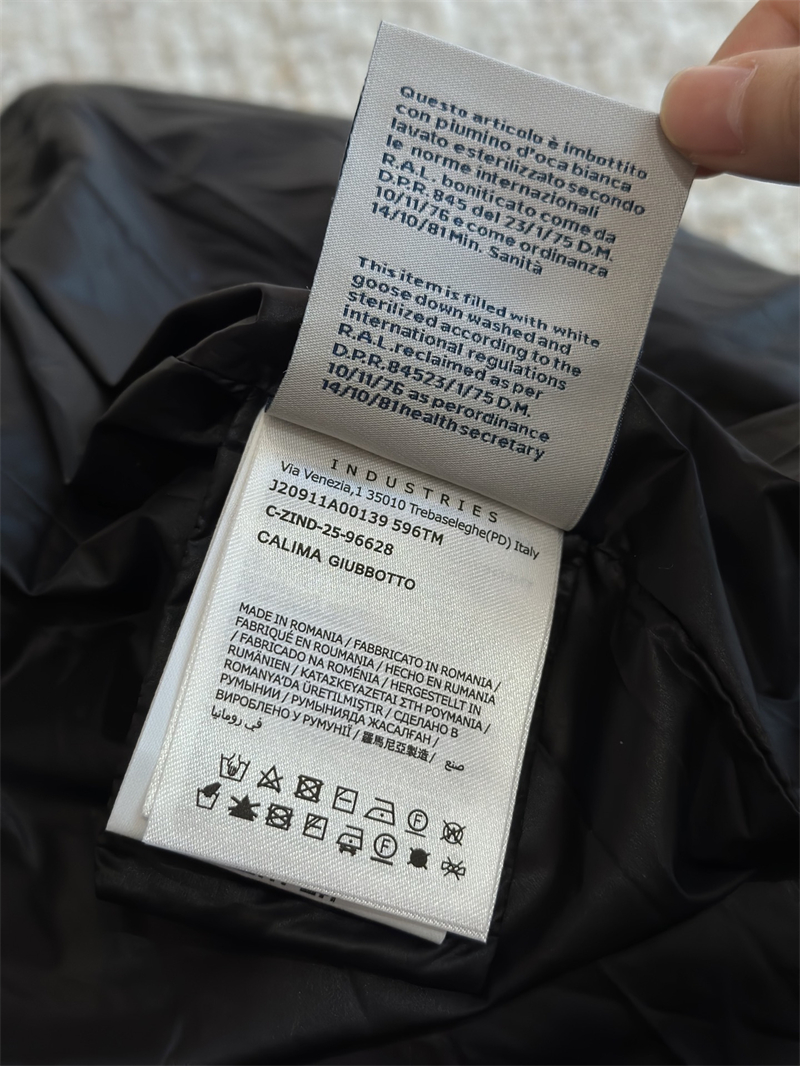 Questo articolo è imbottito
con piumino d'oca bianca
lavato esterilizzato secondo
le norme internazionali
R.A.L. boniticato come da
D.P.R. 845 del 23/1/75 D.M.
10/11/76 e come ordinanza
14/10/81 Min. Sanità
This item is filled with white
goose down washed and
sterilized according to the
international regulations
R.A.L.reclaimed as per
D.P.R.84523/1/75 D.M.
10/11/76 as perordinance
14/10/81healthsecretary
INDUSTRIES
Via Venezia,1 35010 Trebaseleghe(PD) Italy
J20911A00139 596TM
C-ZIND-25-96628
CALIMA GIUBBOTTO
MADE IN ROMANIA / FABBRICATO IN ROMANIA /
FABRIQUÉ EN ROUMANIA / HECHO EN RUMANIA
/ FABRICADO NA ROMÉNIA / HERGESTELLT IN
RUMÄNIEN / ΚΑΤΑΣΚΕΥΑΖΕΤΑΙ ΣΤΗ ΡΟΥΜΑΝΙΑ /
ROMANYA'DA ÜRETILMIŞTIR / СДЕЛАНО В
РУМЫНИИ / РУМЫНИЯДА ЖАСАЛҒАН /
ВИРОБЛЕНО У РУМУНІЇ / 羅馬尼亞製造 / صنع
في رومانيا